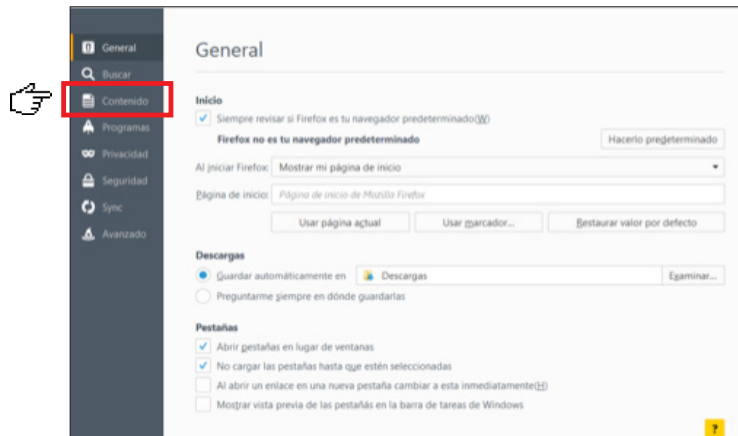 General
Buscar
Contenido
Programas
Privacidad
Seguridad
Sync
Avanzado
General
Inicio
Siempre revisar si Firefox es tu navegador predeterminado(W)
Firefox no es tu navegador predeterminado
Hacerlo predeterminado
Al iniciar Firefox: Mostrar mi página de inicio
Página de inicio: Página de inicio de Mozilla Firefox
Usar página actual Usar marcador... Restaurar valor por defecto
Descargas
Guardar automáticamente en Descargas Examinar...
Preguntarme siempre en dónde guardarlas
Pestañas
Abrir pestañas en lugar de ventanas
No cargar las pestañas hasta que estén seleccionadas
Al abrir un enlace en una nueva pestaña cambiar a esta inmediatamente(H)
Mostrar vista previa de las pestañas en la barra de tareas de Windows
?